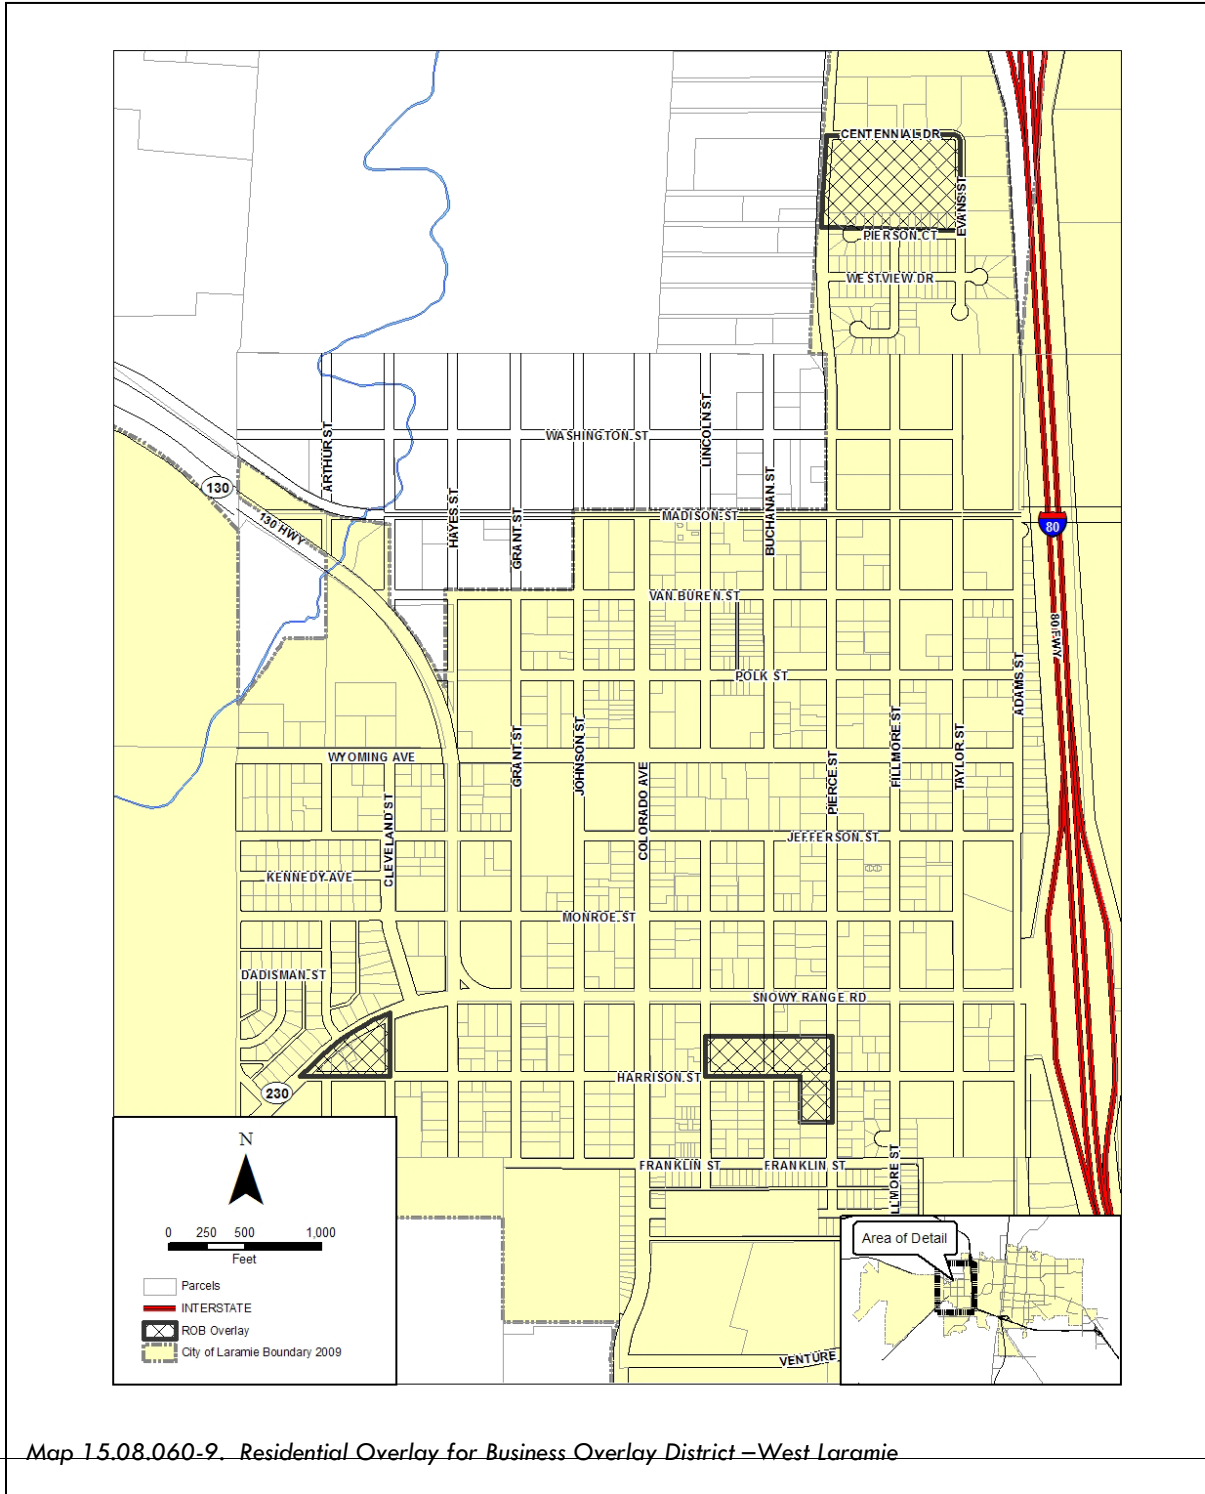 CENTENNIAL DR
EVANS ST
PIERSON CT
WESTVIEW DR
ARTHUR ST
WASHINGTON ST
LINCOLN ST
BUCHANAN ST
130
130 HWY
HAYES ST
GRANT ST
MADISON ST
80
VAN BUREN ST
80 FWY
POLK ST
ADAMS ST
WYOMING AVE
GRANT ST
JOHNSON ST
COLORADO AVE
PIERCE ST
FILLMORE ST
TAYLOR ST
CLEVELAND ST
JEFFERSON ST
KENNEDY AVE
MONROE ST
DADISMAN ST
SNOWY RANGE RD
HARRISON ST
230
FRANKLIN ST
FRANKLIN ST
LLMORE ST
VENTURE
N
0 250 500 1,000
Feet
Parcels
INTERSTATE
ROB Overlay
City of Laramie Boundary 2009
Area of Detail
Map 15.08.060-9. Residential Overlay for Business Overlay District –West Laramie